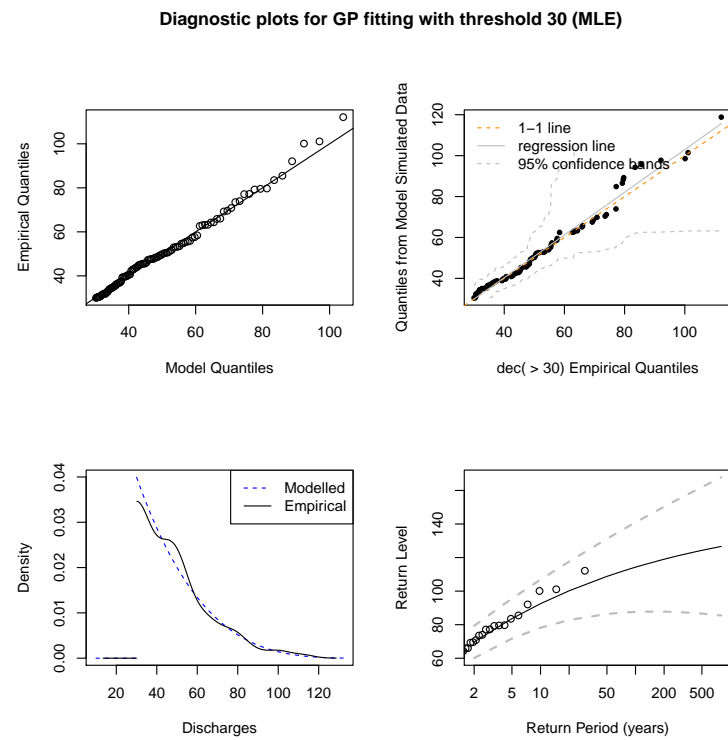 Diagnostic plots for GP fitting with threshold 30 (MLE)
Empirical Quantiles
40 60 80 100
40 60 80 100
Model Quantiles
Quantiles from Model Simulated Data
40 60 80 100 120
1−1 line
regression line
95% confidence bands
40 60 80 100
dec( > 30) Empirical Quantiles
Density
0.00 0.01 0.02 0.03 0.04
Modelled
Empirical
20 40 60 80 100 120
Discharges
Return Level
60 80 100 140
2 5 10 50 200 500
Return Period (years)